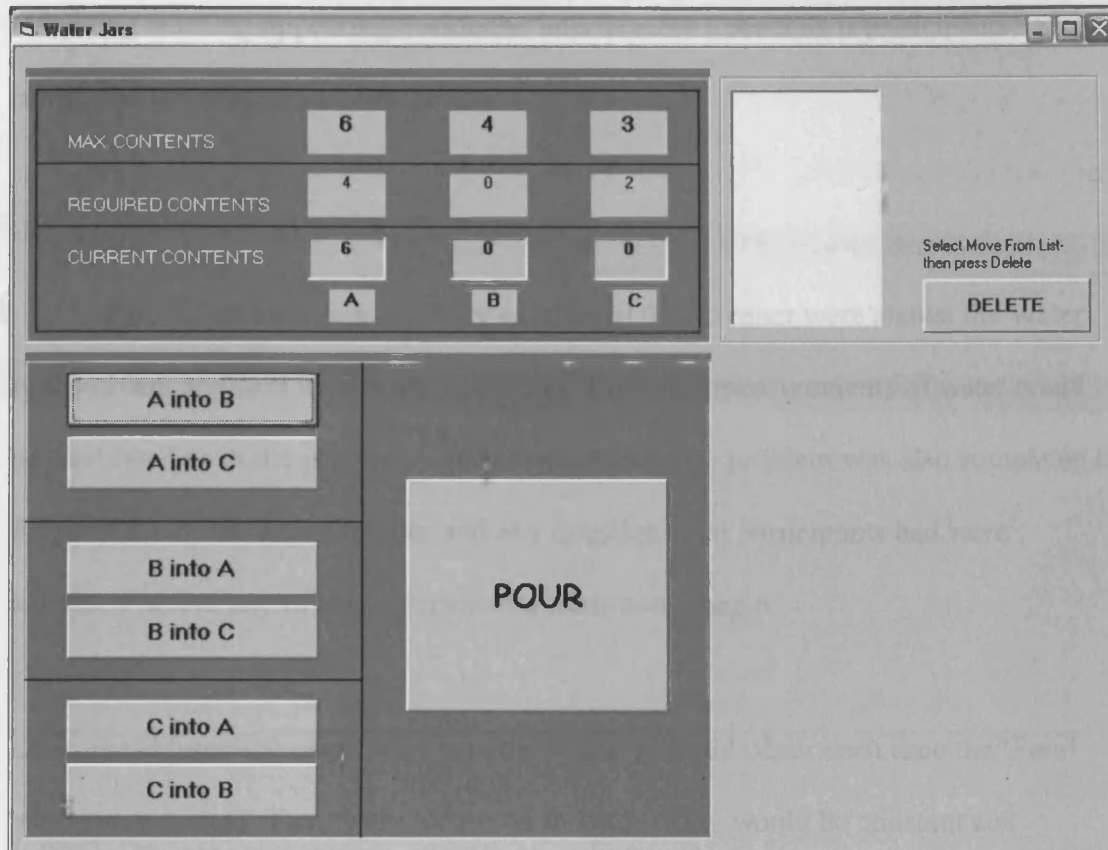 Water Jars
MAX. CONTENTS 6 4 3
REQUIRED CONTENTS 4 0 2
CURRENT CONTENTS 6 0 0
A B C
Select Move From List-
then press Delete
DELETE
A into B
A into C
B into A
B into C
C into A
C into B
POUR